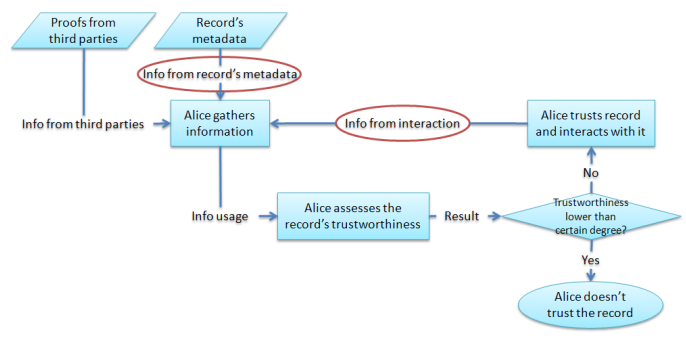 Proofs from
third parties
Record's
metadata
Info from record's metadata
Info from third parties
Alice gathers
information
Info from interaction
Alice trusts record
and interacts with it
No
Info usage
Alice assesses the
record's trustworthiness
Result
Trustworthiness
lower than
certain degree?
Yes
Alice doesn't
trust the record